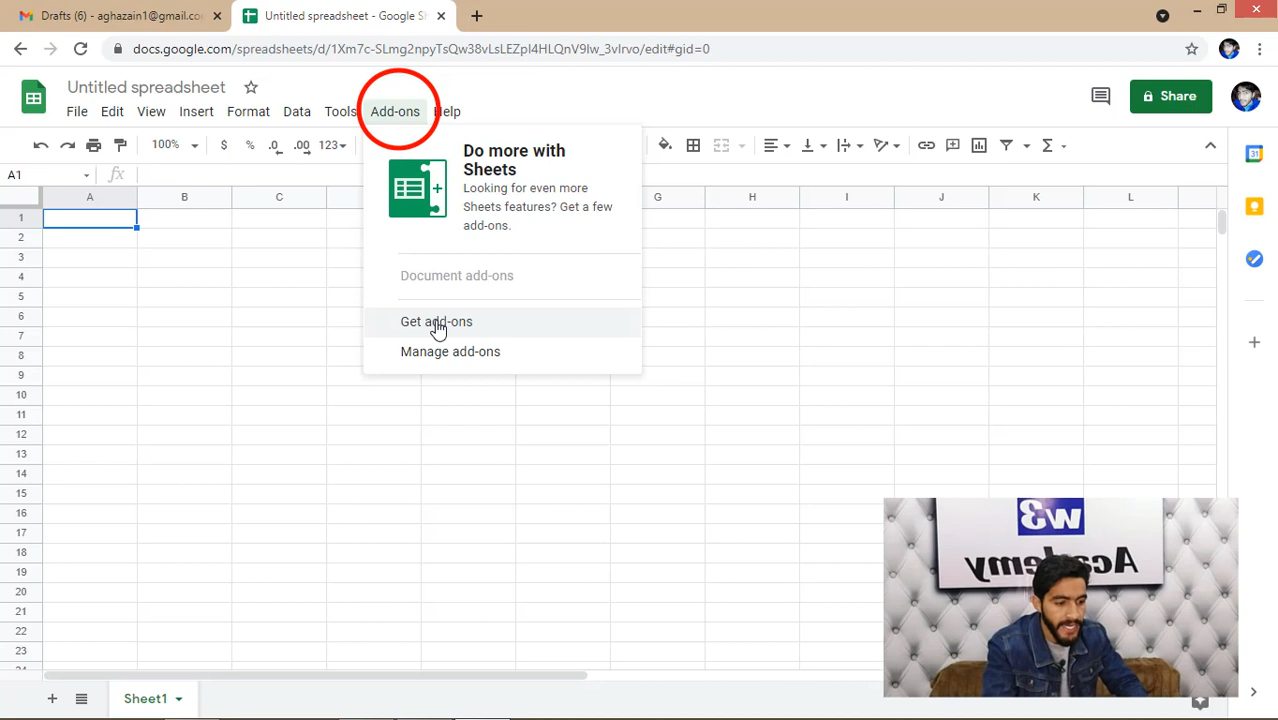 Drafts (6) - aghazain1@gmail.co
Untitled spreadsheet - Google Sh
docs.google.com/spreadsheets/d/1Xm7c-SLmg2npyTsQw38vLsLEZpI4HLQnV9Iw_3vIrvo/edit#gid=0
Untitled spreadsheet
File Edit View Insert Format Data Tools Add-ons Help
Share
100% $ % .0 .00 123
A1 fx
A B C G H I J K L
Do more with
Sheets
Looking for even more
Sheets features? Get a few
add-ons.
Document add-ons
Get add-ons
Manage add-ons
1
2
3
4
5
6
7
8
9
10
11
12
13
14
15
16
17
18
19
20
21
22
23
24
31
w3
Academy
Sheet1